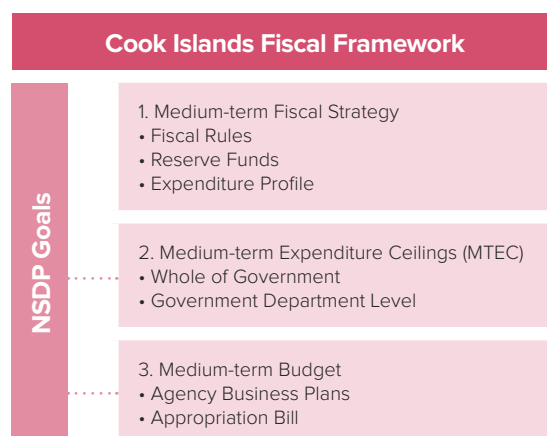 Cook Islands Fiscal Framework
NSDP Goals
1. Medium-term Fiscal Strategy
• Fiscal Rules
• Reserve Funds
• Expenditure Profile
2. Medium-term Expenditure Ceilings (MTEC)
• Whole of Government
• Government Department Level
3. Medium-term Budget
• Agency Business Plans
• Appropriation Bill